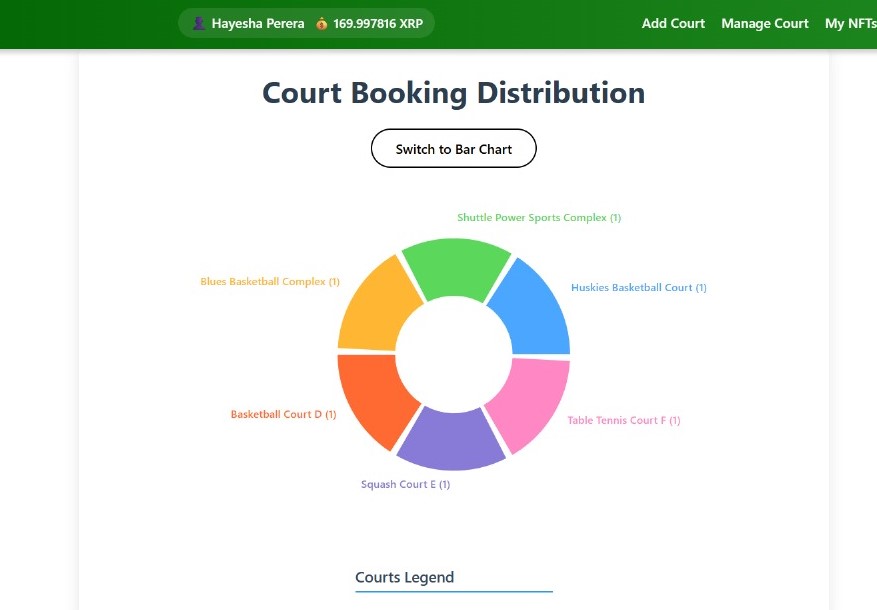 Hayesha Perera 💰 169.997816 XRP
Add Court Manage Court My NFTs
Court Booking Distribution
Switch to Bar Chart
Shuttle Power Sports Complex (1)
Blues Basketball Complex (1)
Huskies Basketball Court (1)
Basketball Court D (1)
Table Tennis Court F (1)
Squash Court E (1)
Courts Legend